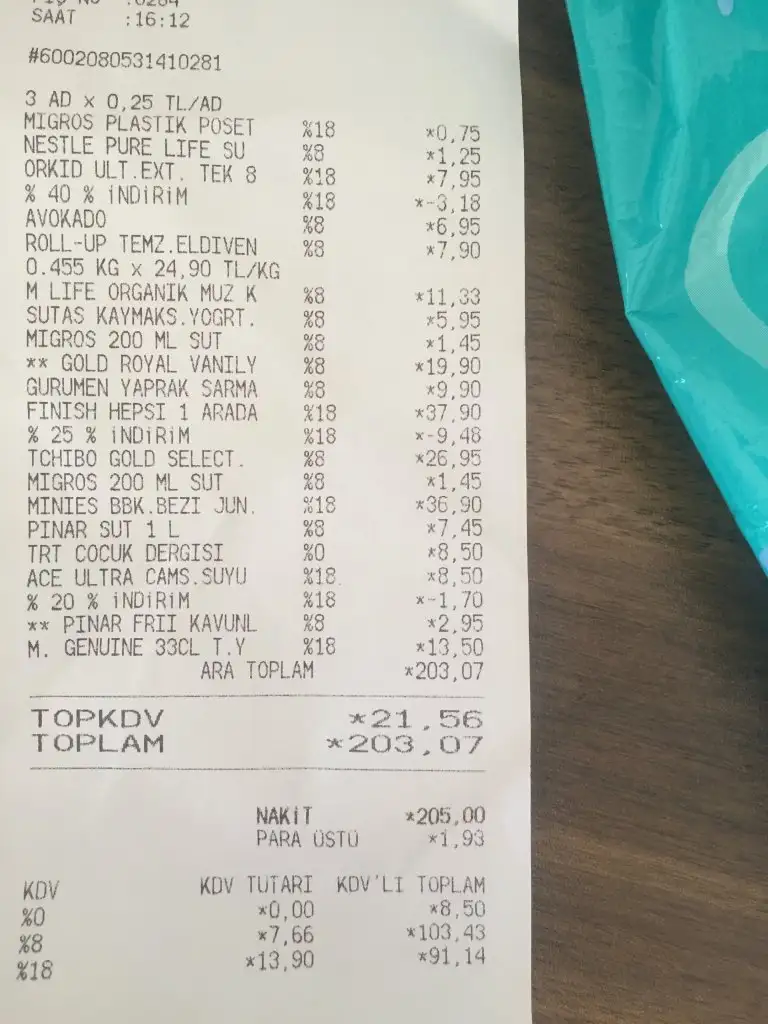 SAAT :16:12
#6002080531410281
3 AD x 0,25 TL/AD
MIGROS PLASTIK POSET %18 *0,75
NESTLE PURE LIFE SU %8 *1,25
ORKID ULT.EXT. TEK 8 %18 *7,95
% 40 % İNDİRİM %18 *-3,18
AVOKADO %8 *6,95
ROLL-UP TEMZ.ELDIVEN %8 *7,90
0.455 KG x 24,90 TL/KG
M LIFE ORGANIK MUZ K %8 *11,33
SUTAS KAYMAKS.YOGRT. %8 *5,95
MIGROS 200 ML SUT %8 *1,45
** GOLD ROYAL VANILY %8 *19,90
GURUMEN YAPRAK SARMA %8 *9,90
FINISH HEPSI 1 ARADA %18 *37,90
% 25 % İNDİRİM %18 *-9,48
TCHIBO GOLD SELECT. %8 *26,95
MIGROS 200 ML SUT %8 *1,45
MINIES BBK.BEZI JUN. %18 *36,90
PINAR SUT 1 L %8 *7,45
TRT COCUK DERGISI %0 *8,50
ACE ULTRA CAMS.SUYU %18 *8,50
% 20 % İNDİRİM %18 *-1,70
** PINAR FRII KAVUNL %8 *2,95
M. GENUINE 33CL T.Y %18 *13,50
ARA TOPLAM *203,07
TOPKDV *21,56
TOPLAM *203,07
NAKİT *205,00
PARA ÜSTÜ *1,93
KDV KDV TUTARI KDV'LI TOPLAM
%0 *0,00 *8,50
%8 *7,66 *103,43
%18 *13,90 *91,14